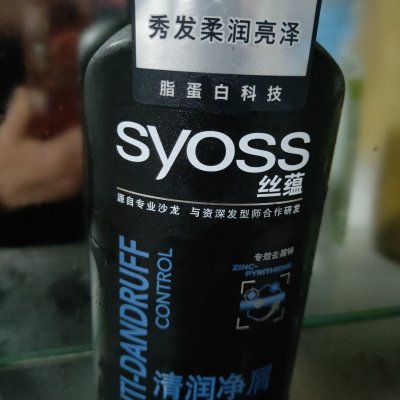 秀发柔润亮泽
脂蛋白科技
syoss
丝蕴
源自专业沙龙 与资深发型师合作研发
专效去屑锌
ZINC-
PYRITHIONE
CONTROL
清润净屑